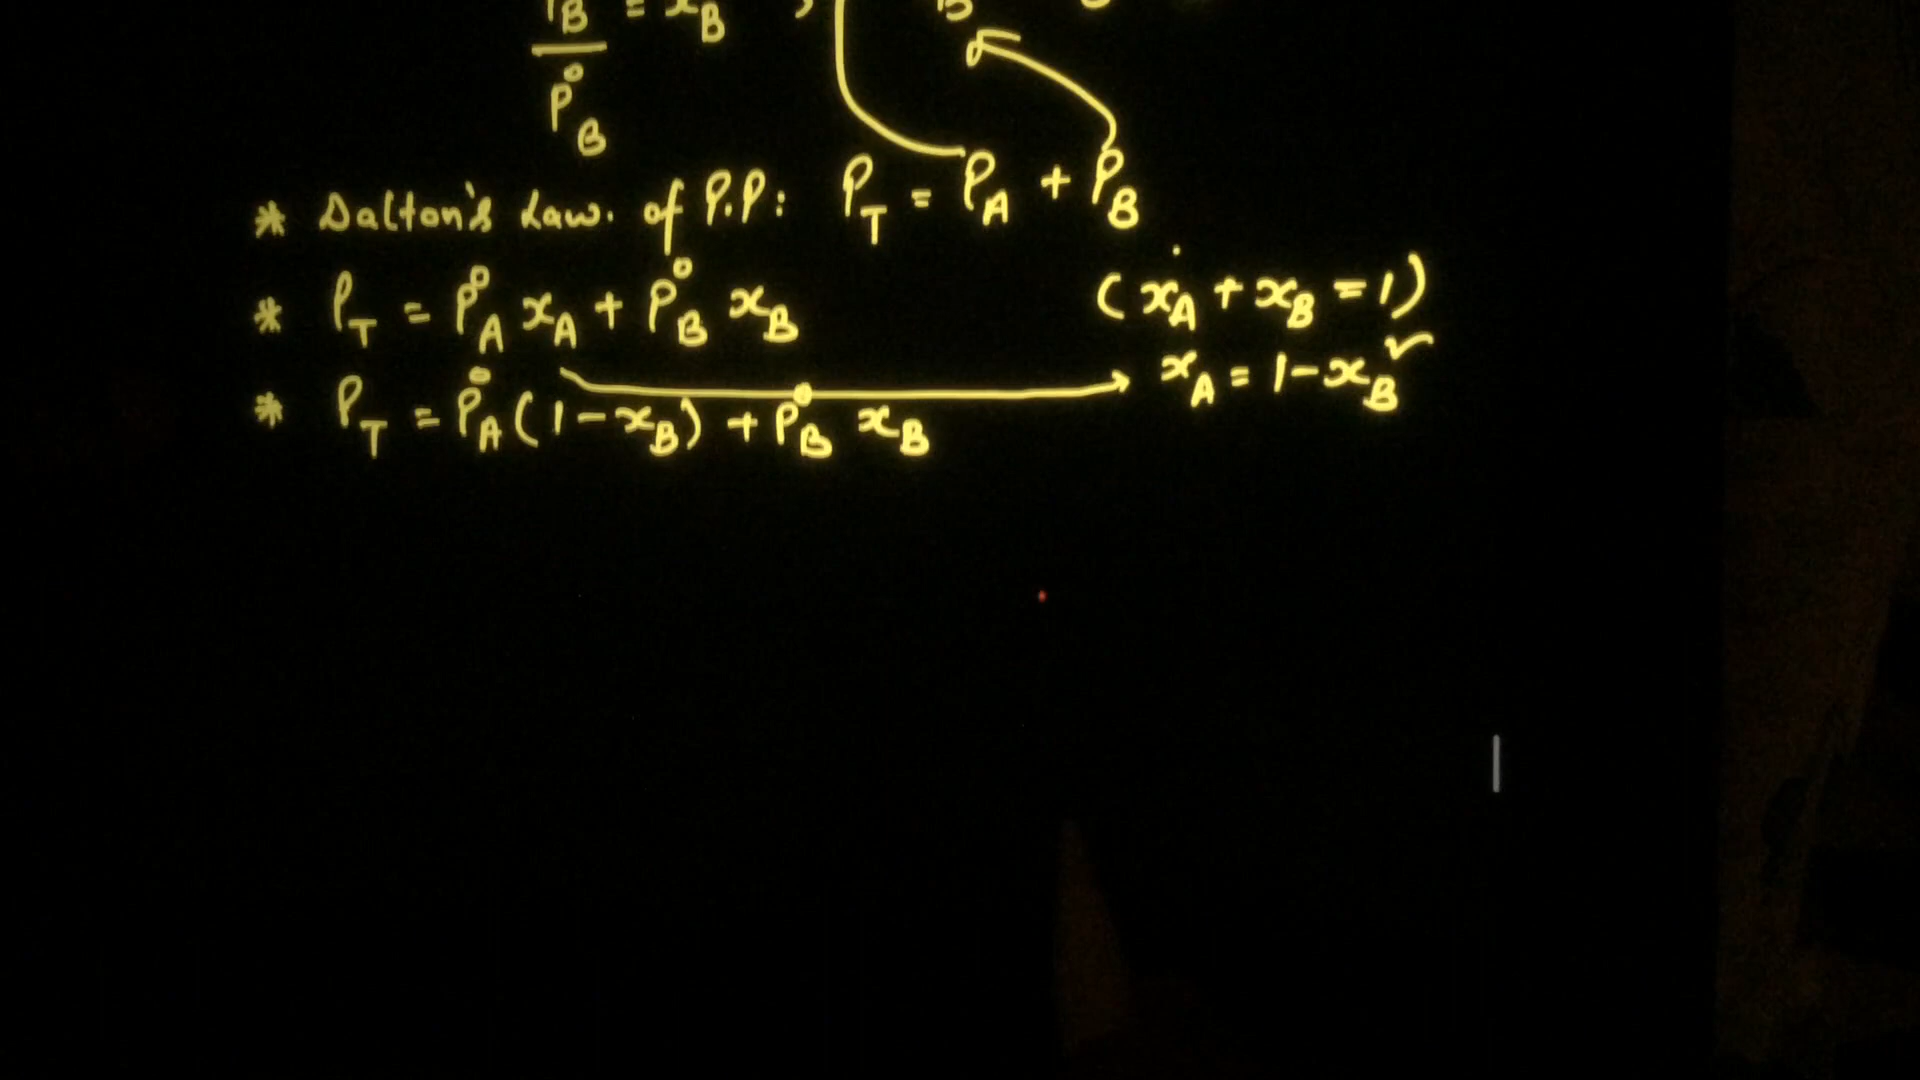 P_B = x_B ,
P°_B
* Dalton's Law. of P.P: P_T = P_A + P_B
* P_T = P°_A x_A + P°_B x_B (x_A + x_B = 1)
x_A = 1-x_B ✓
* P_T = P°_A (1-x_B) + P°_B x_B